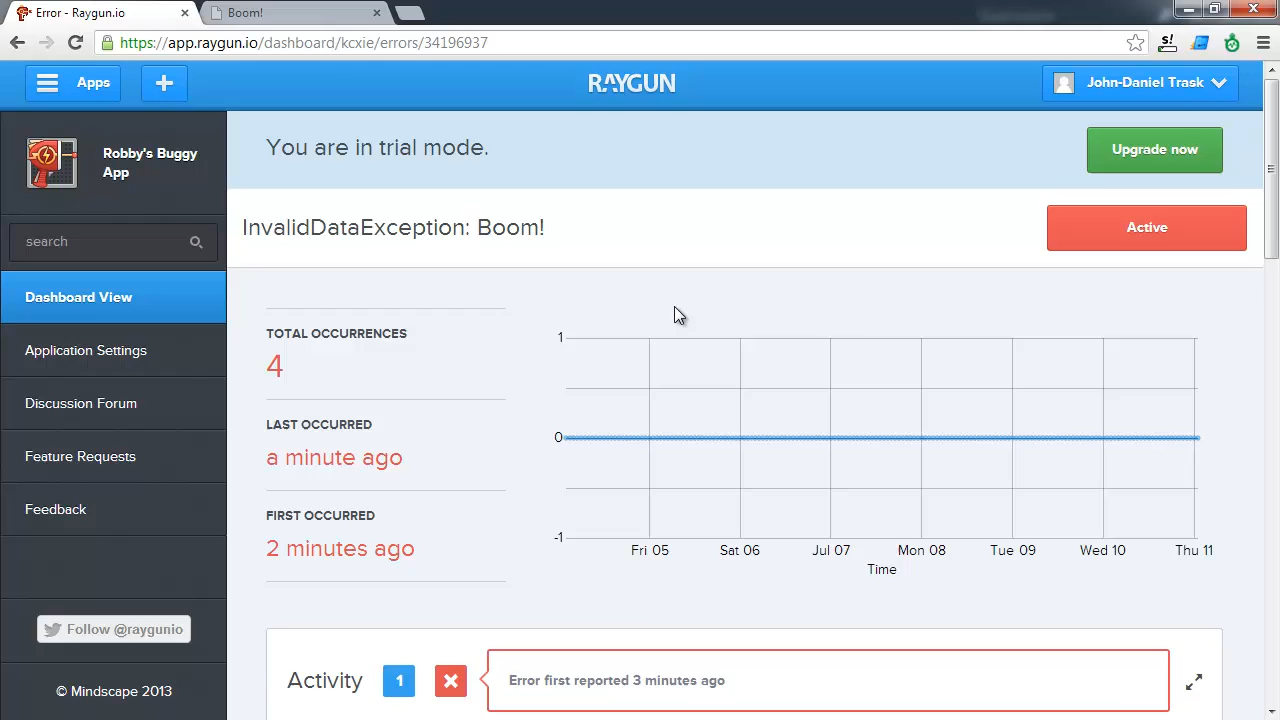 Error - Raygun.io
Boom!
https://app.raygun.io/dashboard/kcxie/errors/34196937
s!
Apps
RAYGUN
John-Daniel Trask
Robby's Buggy
App
You are in trial mode.
Upgrade now
InvalidDataException: Boom!
Active
search
Dashboard View
Application Settings
Discussion Forum
Feature Requests
Feedback
Follow @raygunio
© Mindscape 2013
TOTAL OCCURRENCES
4
LAST OCCURRED
a minute ago
FIRST OCCURRED
2 minutes ago
1
0
-1
Fri 05 Sat 06 Jul 07 Mon 08 Tue 09 Wed 10 Thu 11
Time
Activity 1 Error first reported 3 minutes ago